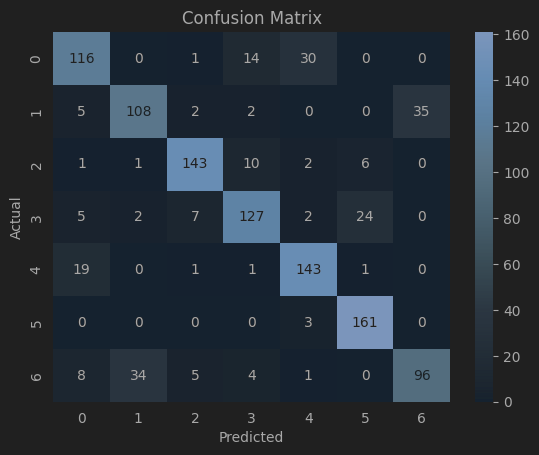 Confusion Matrix
0 116 0 1 14 30 0 0
1 5 108 2 2 0 0 35
2 1 1 143 10 2 6 0
3 5 2 7 127 2 24 0
4 19 0 1 1 143 1 0
5 0 0 0 0 3 161 0
6 8 34 5 4 1 0 96
0 1 2 3 4 5 6
Actual
Predicted
160
140
120
100
80
60
40
20
0